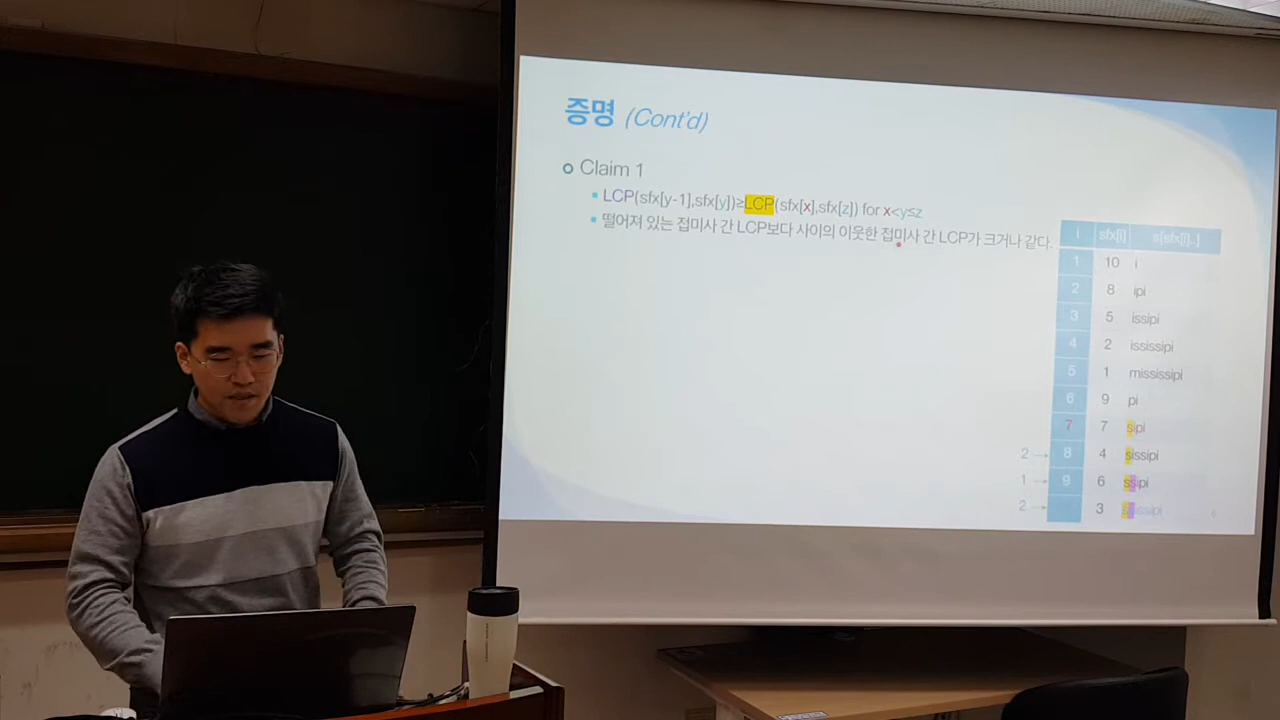 증명 (Cont'd)
Claim 1
LCP(sfx[y-1],sfx[y])≥LCP(sfx[x],sfx[z]) for x<y≤z
떨어져 있는 접미사 간 LCP보다 사이의 이웃한 접미사 간 LCP가 크거나 같다.
i sfx[i] s[sfx[i]..]
1 10 i
2 8 ipi
3 5 issipi
4 2 ississipi
5 1 mississipi
6 9 pi
7 7 sipi
2 → 8 4 sissipi
1 → 9 6 ssipi
2 → 3 ssissipi